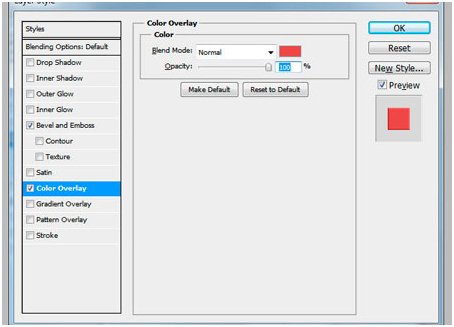 Layer Style
Styles
Blending Options: Default
Drop Shadow
Inner Shadow
Outer Glow
Inner Glow
Bevel and Emboss
Contour
Texture
Satin
Color Overlay
Gradient Overlay
Pattern Overlay
Stroke
Color Overlay
Color
Blend Mode: Normal
Opacity: 100 %
Make Default Reset to Default
OK
Reset
New Style...
Preview